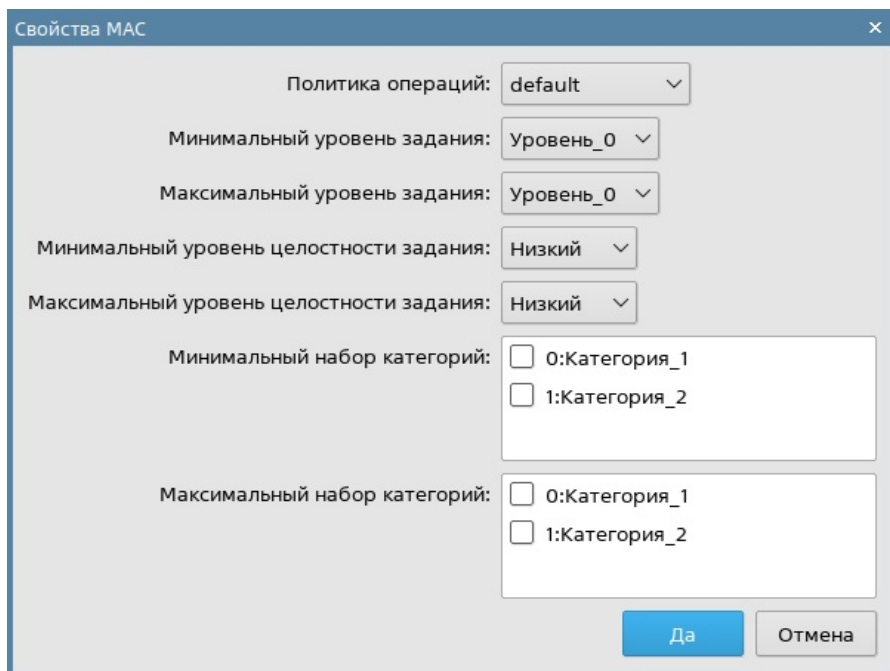 Свойства МАС
Политика операций: default
Минимальный уровень задания: Уровень_0
Максимальный уровень задания: Уровень_0
Минимальный уровень целостности задания: Низкий
Максимальный уровень целостности задания: Низкий
Минимальный набор категорий: 0:Категория_1
1:Категория_2
Максимальный набор категорий: 0:Категория_1
1:Категория_2
Да Отмена